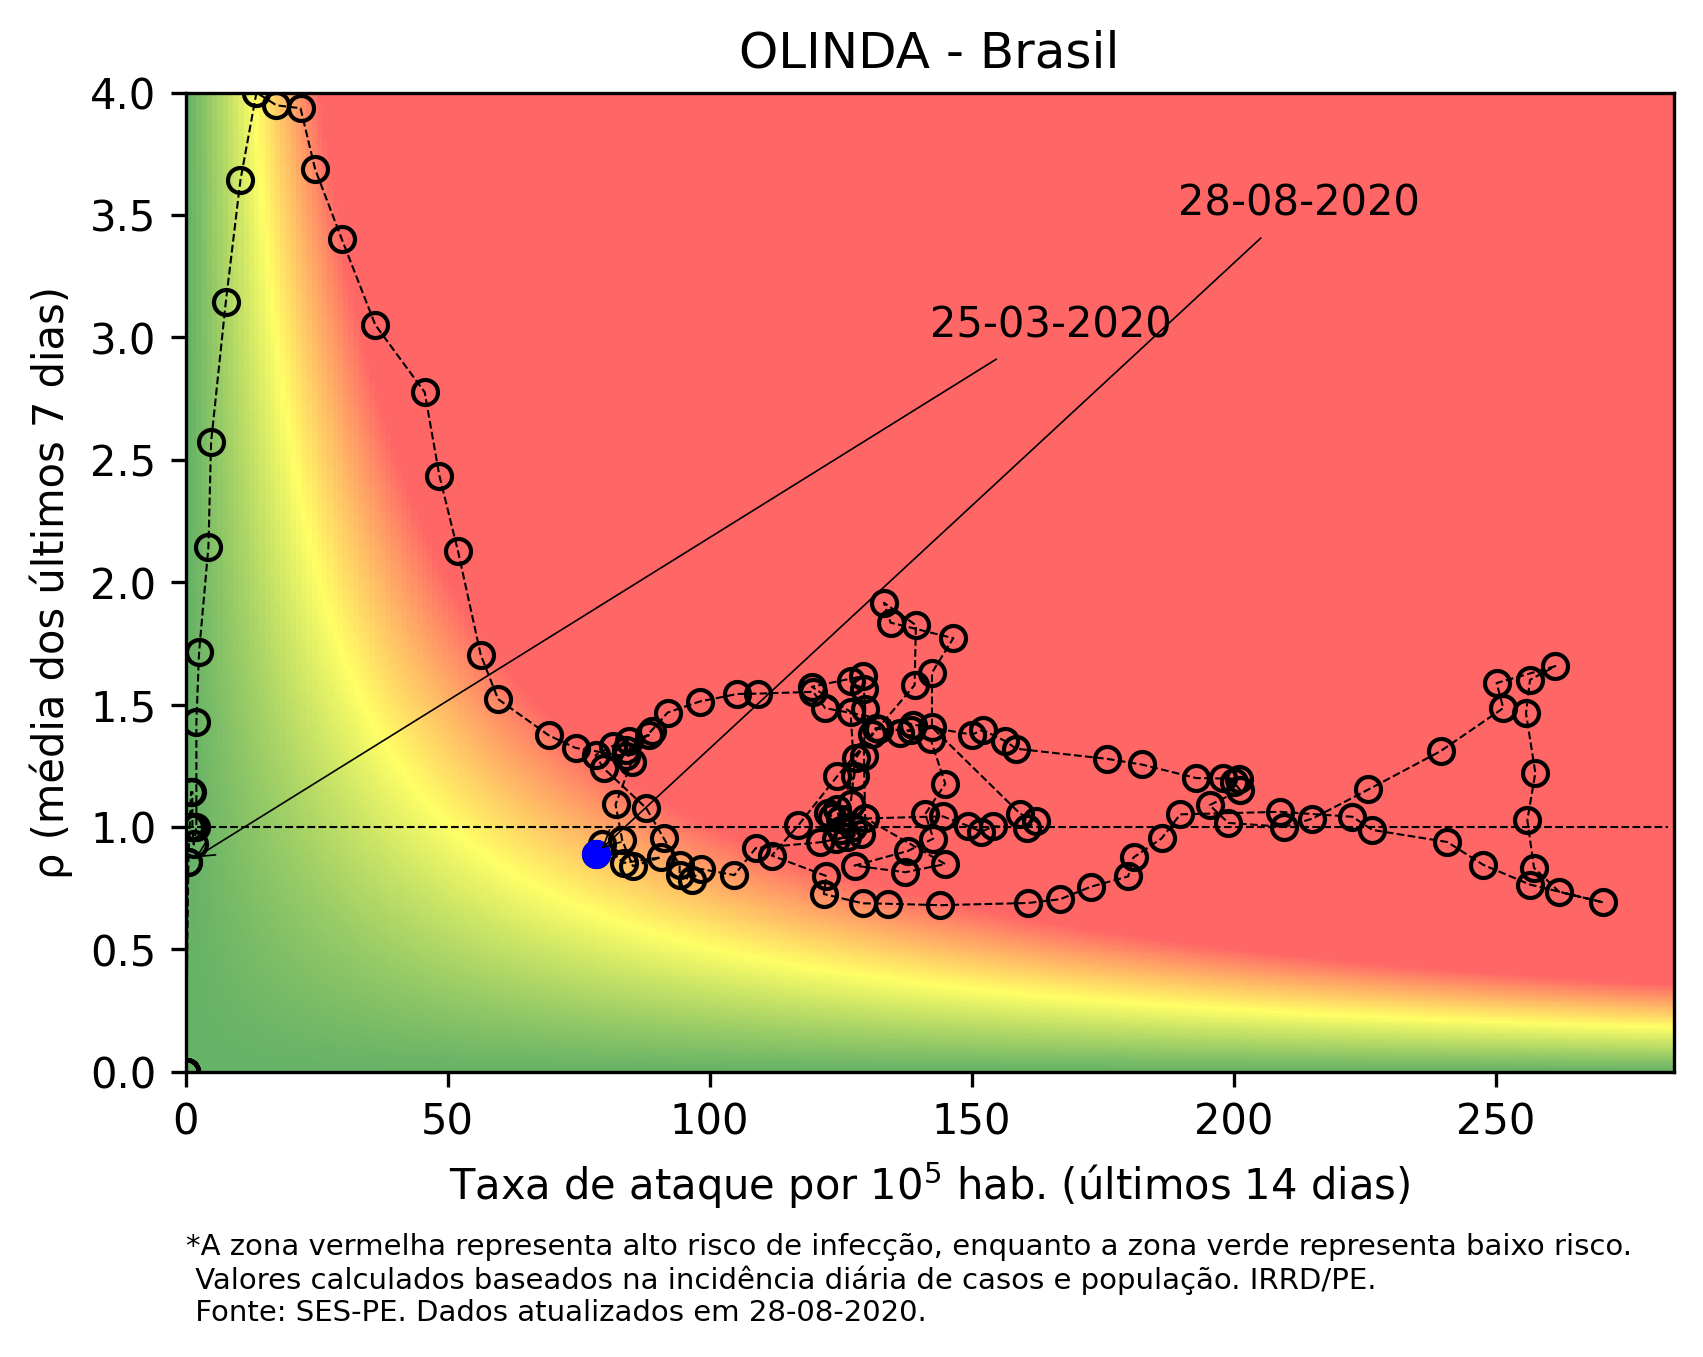 OLINDA - Brasil
4.0
3.5
3.0
2.5
2.0
1.5
1.0
0.5
0.0
ρ (média dos últimos 7 dias)
28-08-2020
25-03-2020
0 50 100 150 200 250
Taxa de ataque por 10⁵ hab. (últimos 14 dias)
*A zona vermelha representa alto risco de infecção, enquanto a zona verde representa baixo risco.
Valores calculados baseados na incidência diária de casos e população. IRRD/PE.
Fonte: SES-PE. Dados atualizados em 28-08-2020.